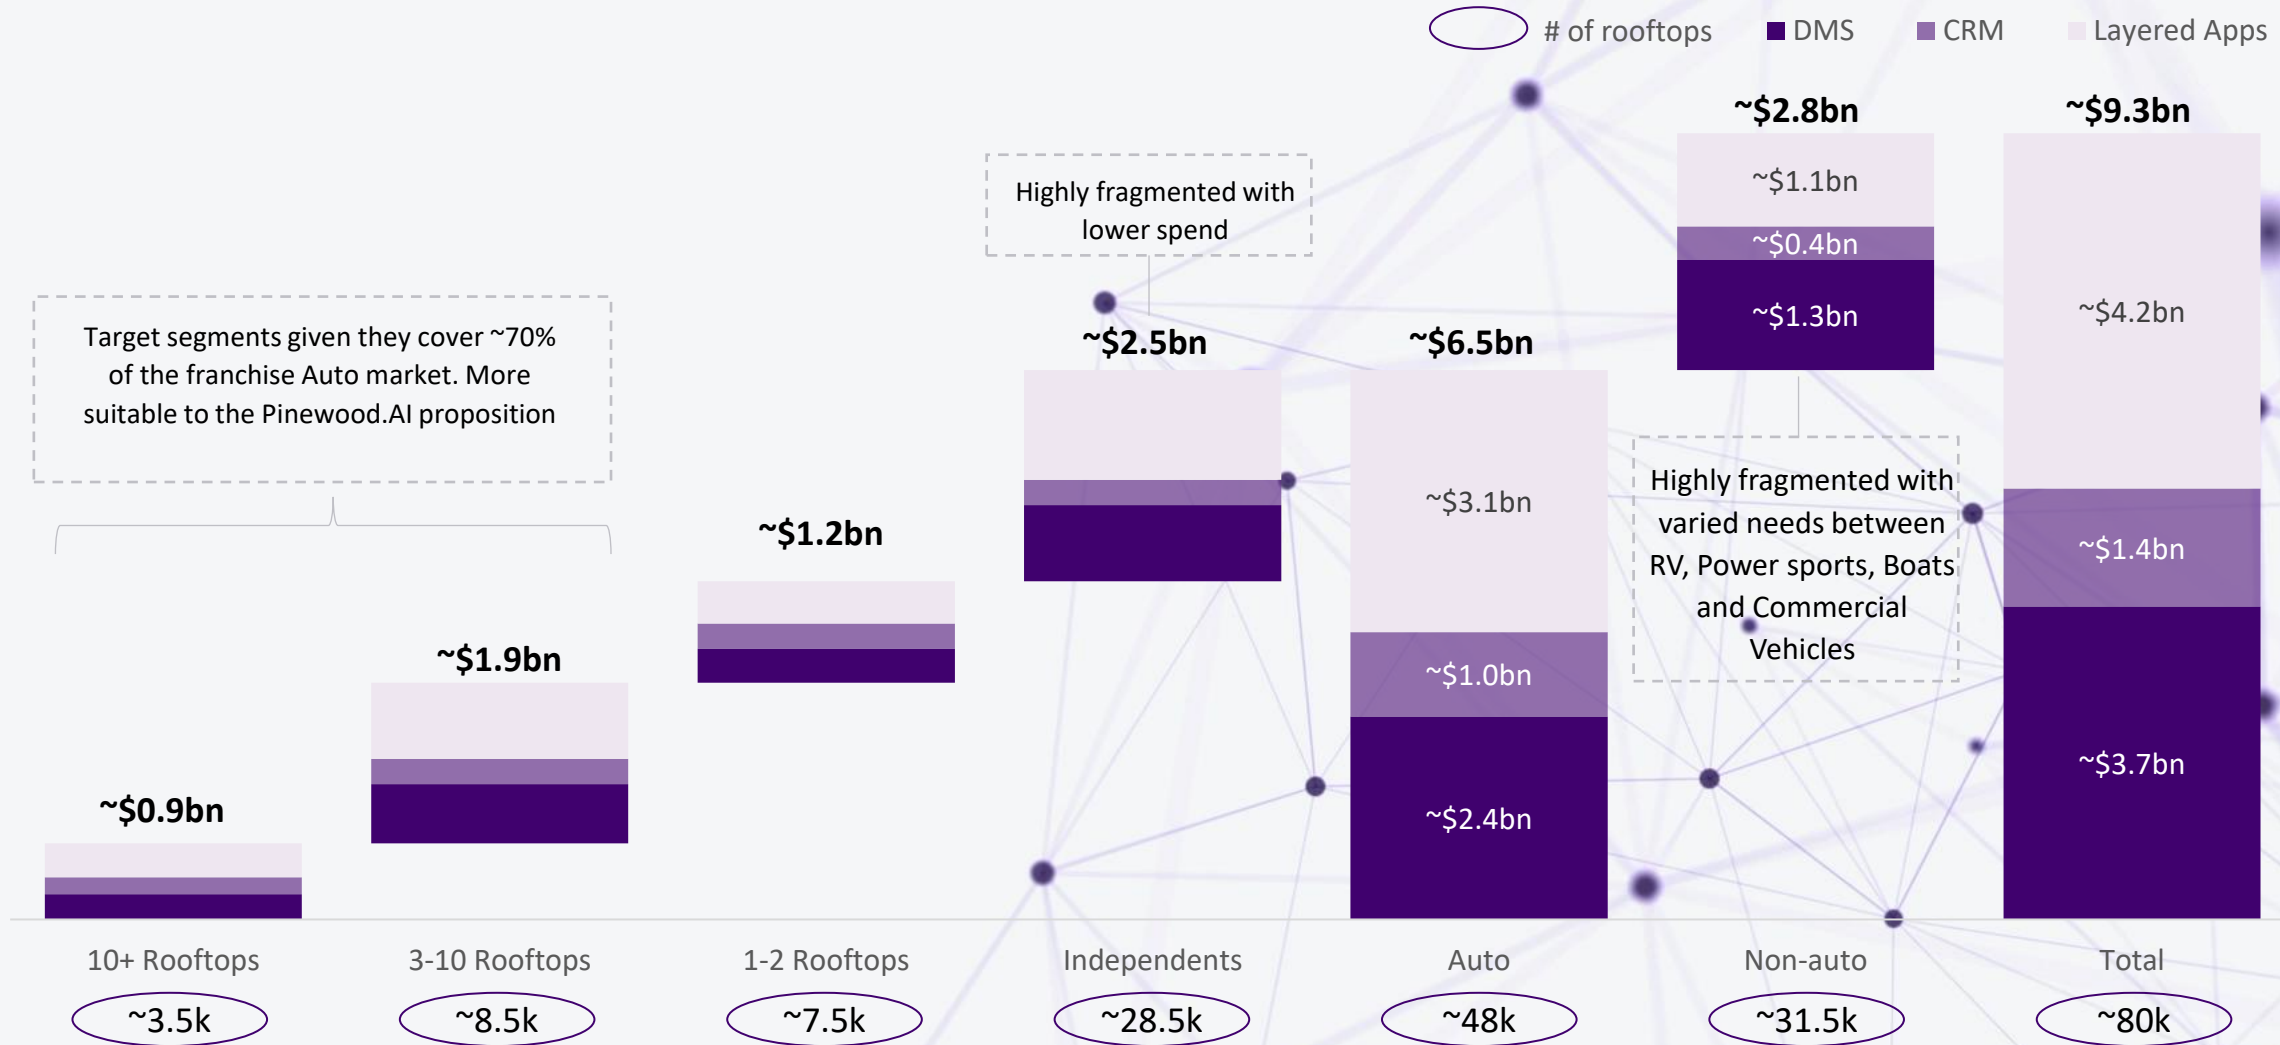 # of rooftops
DMS
CRM
Layered Apps
~$2.8bn
~$9.3bn
Highly fragmented with
lower spend
~$1.1bn
~$0.4bn
~$1.3bn
~$4.2bn
Target segments given they cover ~70%
of the franchise Auto market. More
suitable to the Pinewood.AI proposition
~$2.5bn
~$6.5bn
~$3.1bn
Highly fragmented with
varied needs between
RV, Power sports, Boats
and Commercial
Vehicles
~$1.2bn
~$1.4bn
~$1.9bn
~$1.0bn
~$3.7bn
~$0.9bn
~$2.4bn
10+ Rooftops
3-10 Rooftops
1-2 Rooftops
Independents
Auto
Non-auto
Total
~3.5k
~8.5k
~7.5k
~28.5k
~48k
~31.5k
~80k